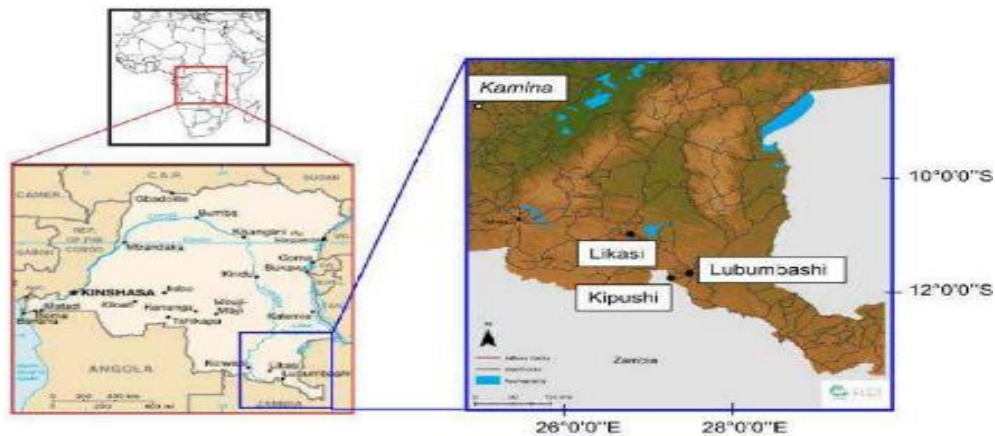 Kamina
Likasi
Lubumbashi
Kipushi
Zambia
10°0'0"S
12°0'0"S
26°0'0"E
28°0'0"E
C.A.R.
SUDAN
CAMER.
Gbadolite
Bumba
Kisangani
REP.
OF THE
CONGO
GABON
Mbandaka
Goma
Bukavu
Kindu
KINSHASA
Ilebo
Matadi
Boma
Banana
Kikwit
Kananga
Mbuji-
Mayi
Tshikapa
Kalemie
ANGOLA
Kolwezi
Likasi
Lubumbashi
ZAMBIA